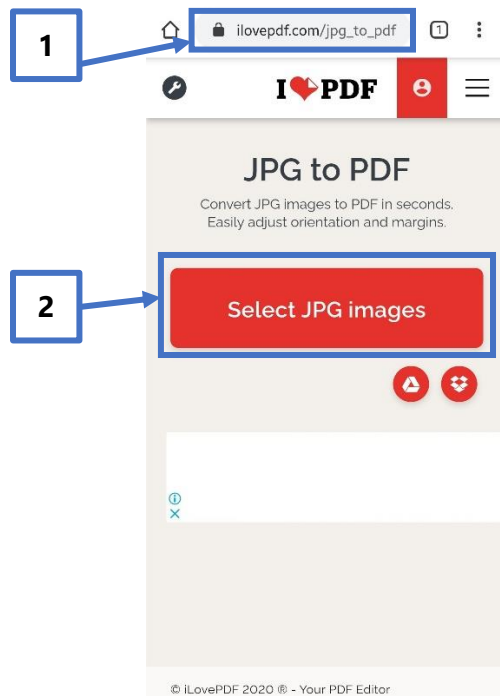 1
ilovepdf.com/jpg_to_pdf
1
I PDF
JPG to PDF
Convert JPG images to PDF in seconds.
Easily adjust orientation and margins.
2
Select JPG images
© iLovePDF 2020 ® - Your PDF Editor